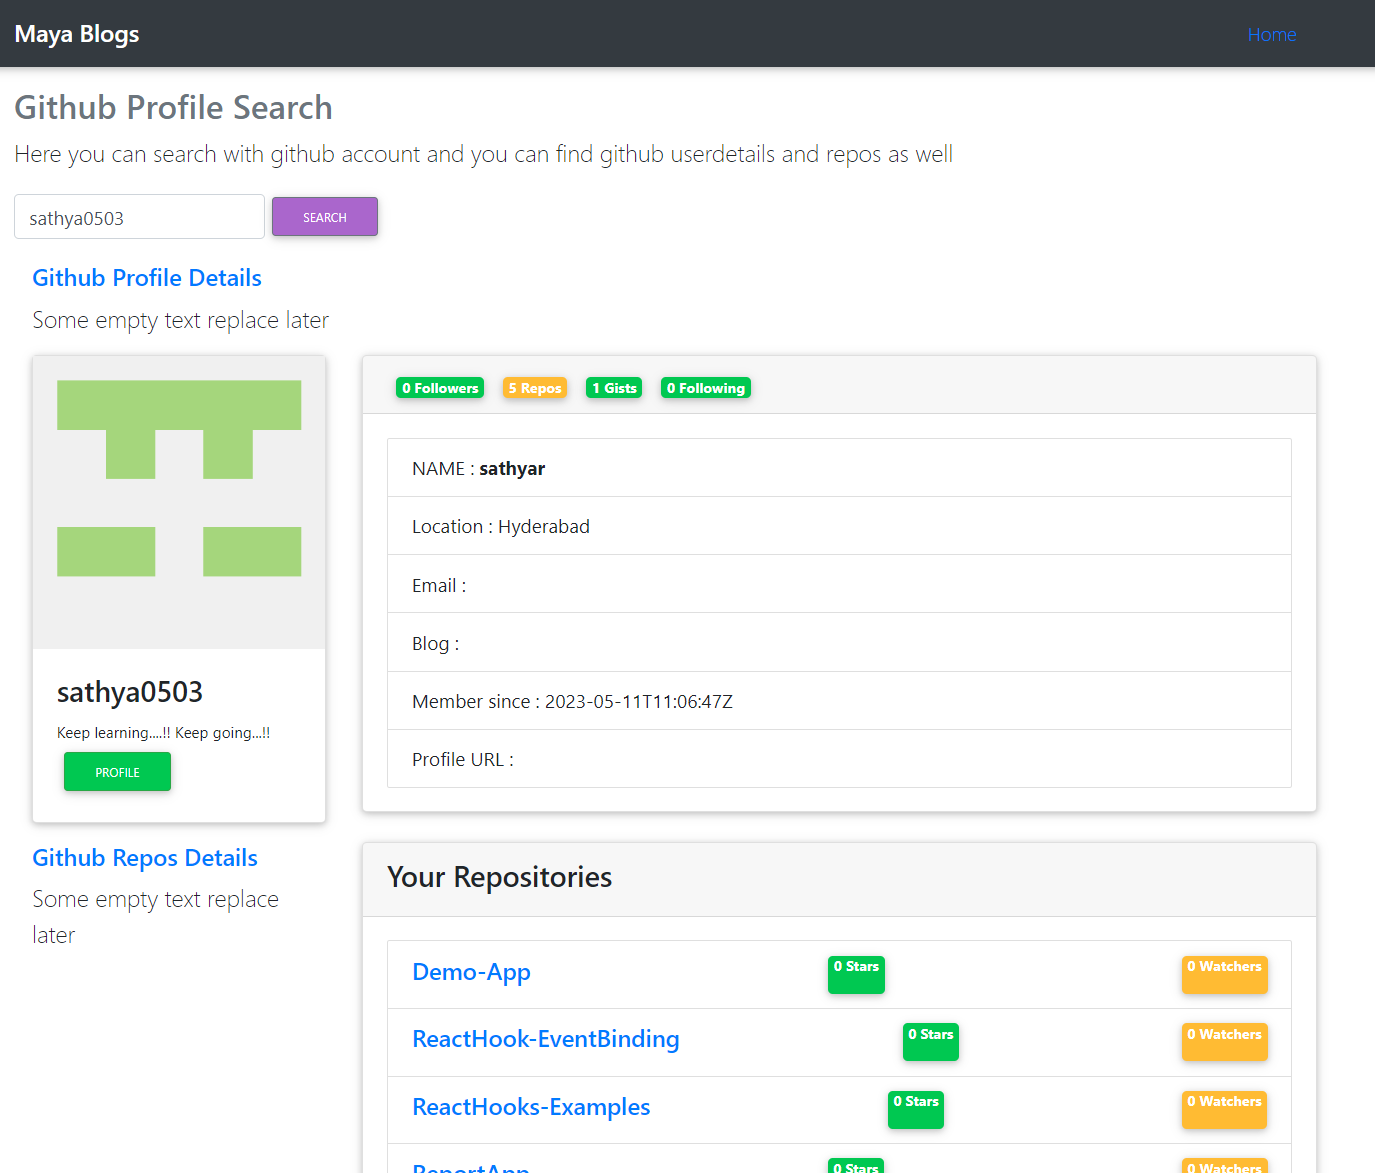 Maya Blogs
Home
Github Profile Search
Here you can search with github account and you can find github userdetails and repos as well
sathya0503
SEARCH
Github Profile Details
Some empty text replace later
sathya0503
Keep learning....!! Keep going...!!
PROFILE
0 Followers
5 Repos
1 Gists
0 Following
NAME : sathyar
Location : Hyderabad
Email :
Blog :
Member since : 2023-05-11T11:06:47Z
Profile URL :
Github Repos Details
Some empty text replace
later
Your Repositories
Demo-App
0 Stars
0 Watchers
ReactHook-EventBinding
0 Stars
0 Watchers
ReactHooks-Examples
0 Stars
0 Watchers
ReportApp
0 Stars
0 Watchers